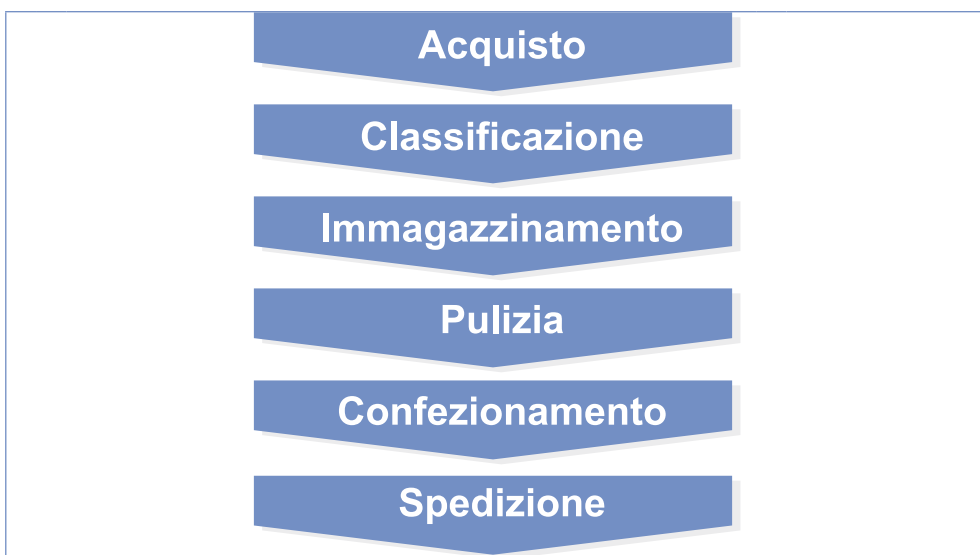 Acquisto
Classificazione
Immagazzinamento
Pulizia
Confezionamento
Spedizione